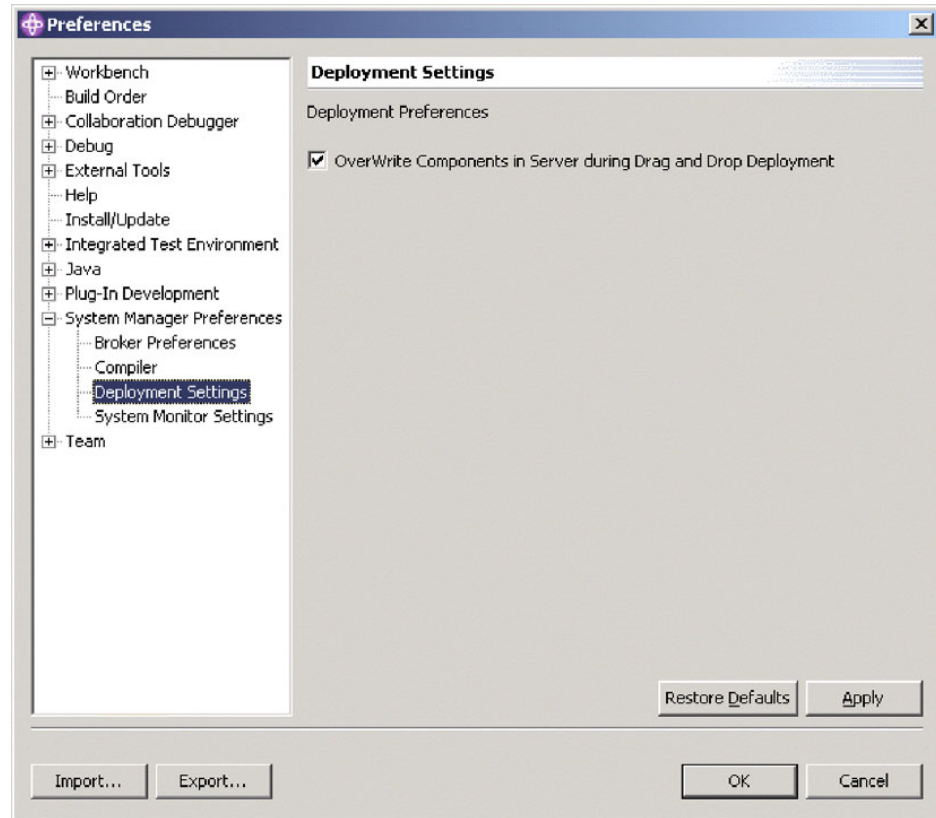 Preferences
Workbench
Build Order
Collaboration Debugger
Debug
External Tools
Help
Install/Update
Integrated Test Environment
Java
Plug-In Development
System Manager Preferences
Broker Preferences
Compiler
Deployment Settings
System Monitor Settings
Team
Deployment Settings
Deployment Preferences
OverWrite Components in Server during Drag and Drop Deployment
Restore Defaults
Apply
Import...
Export...
OK
Cancel